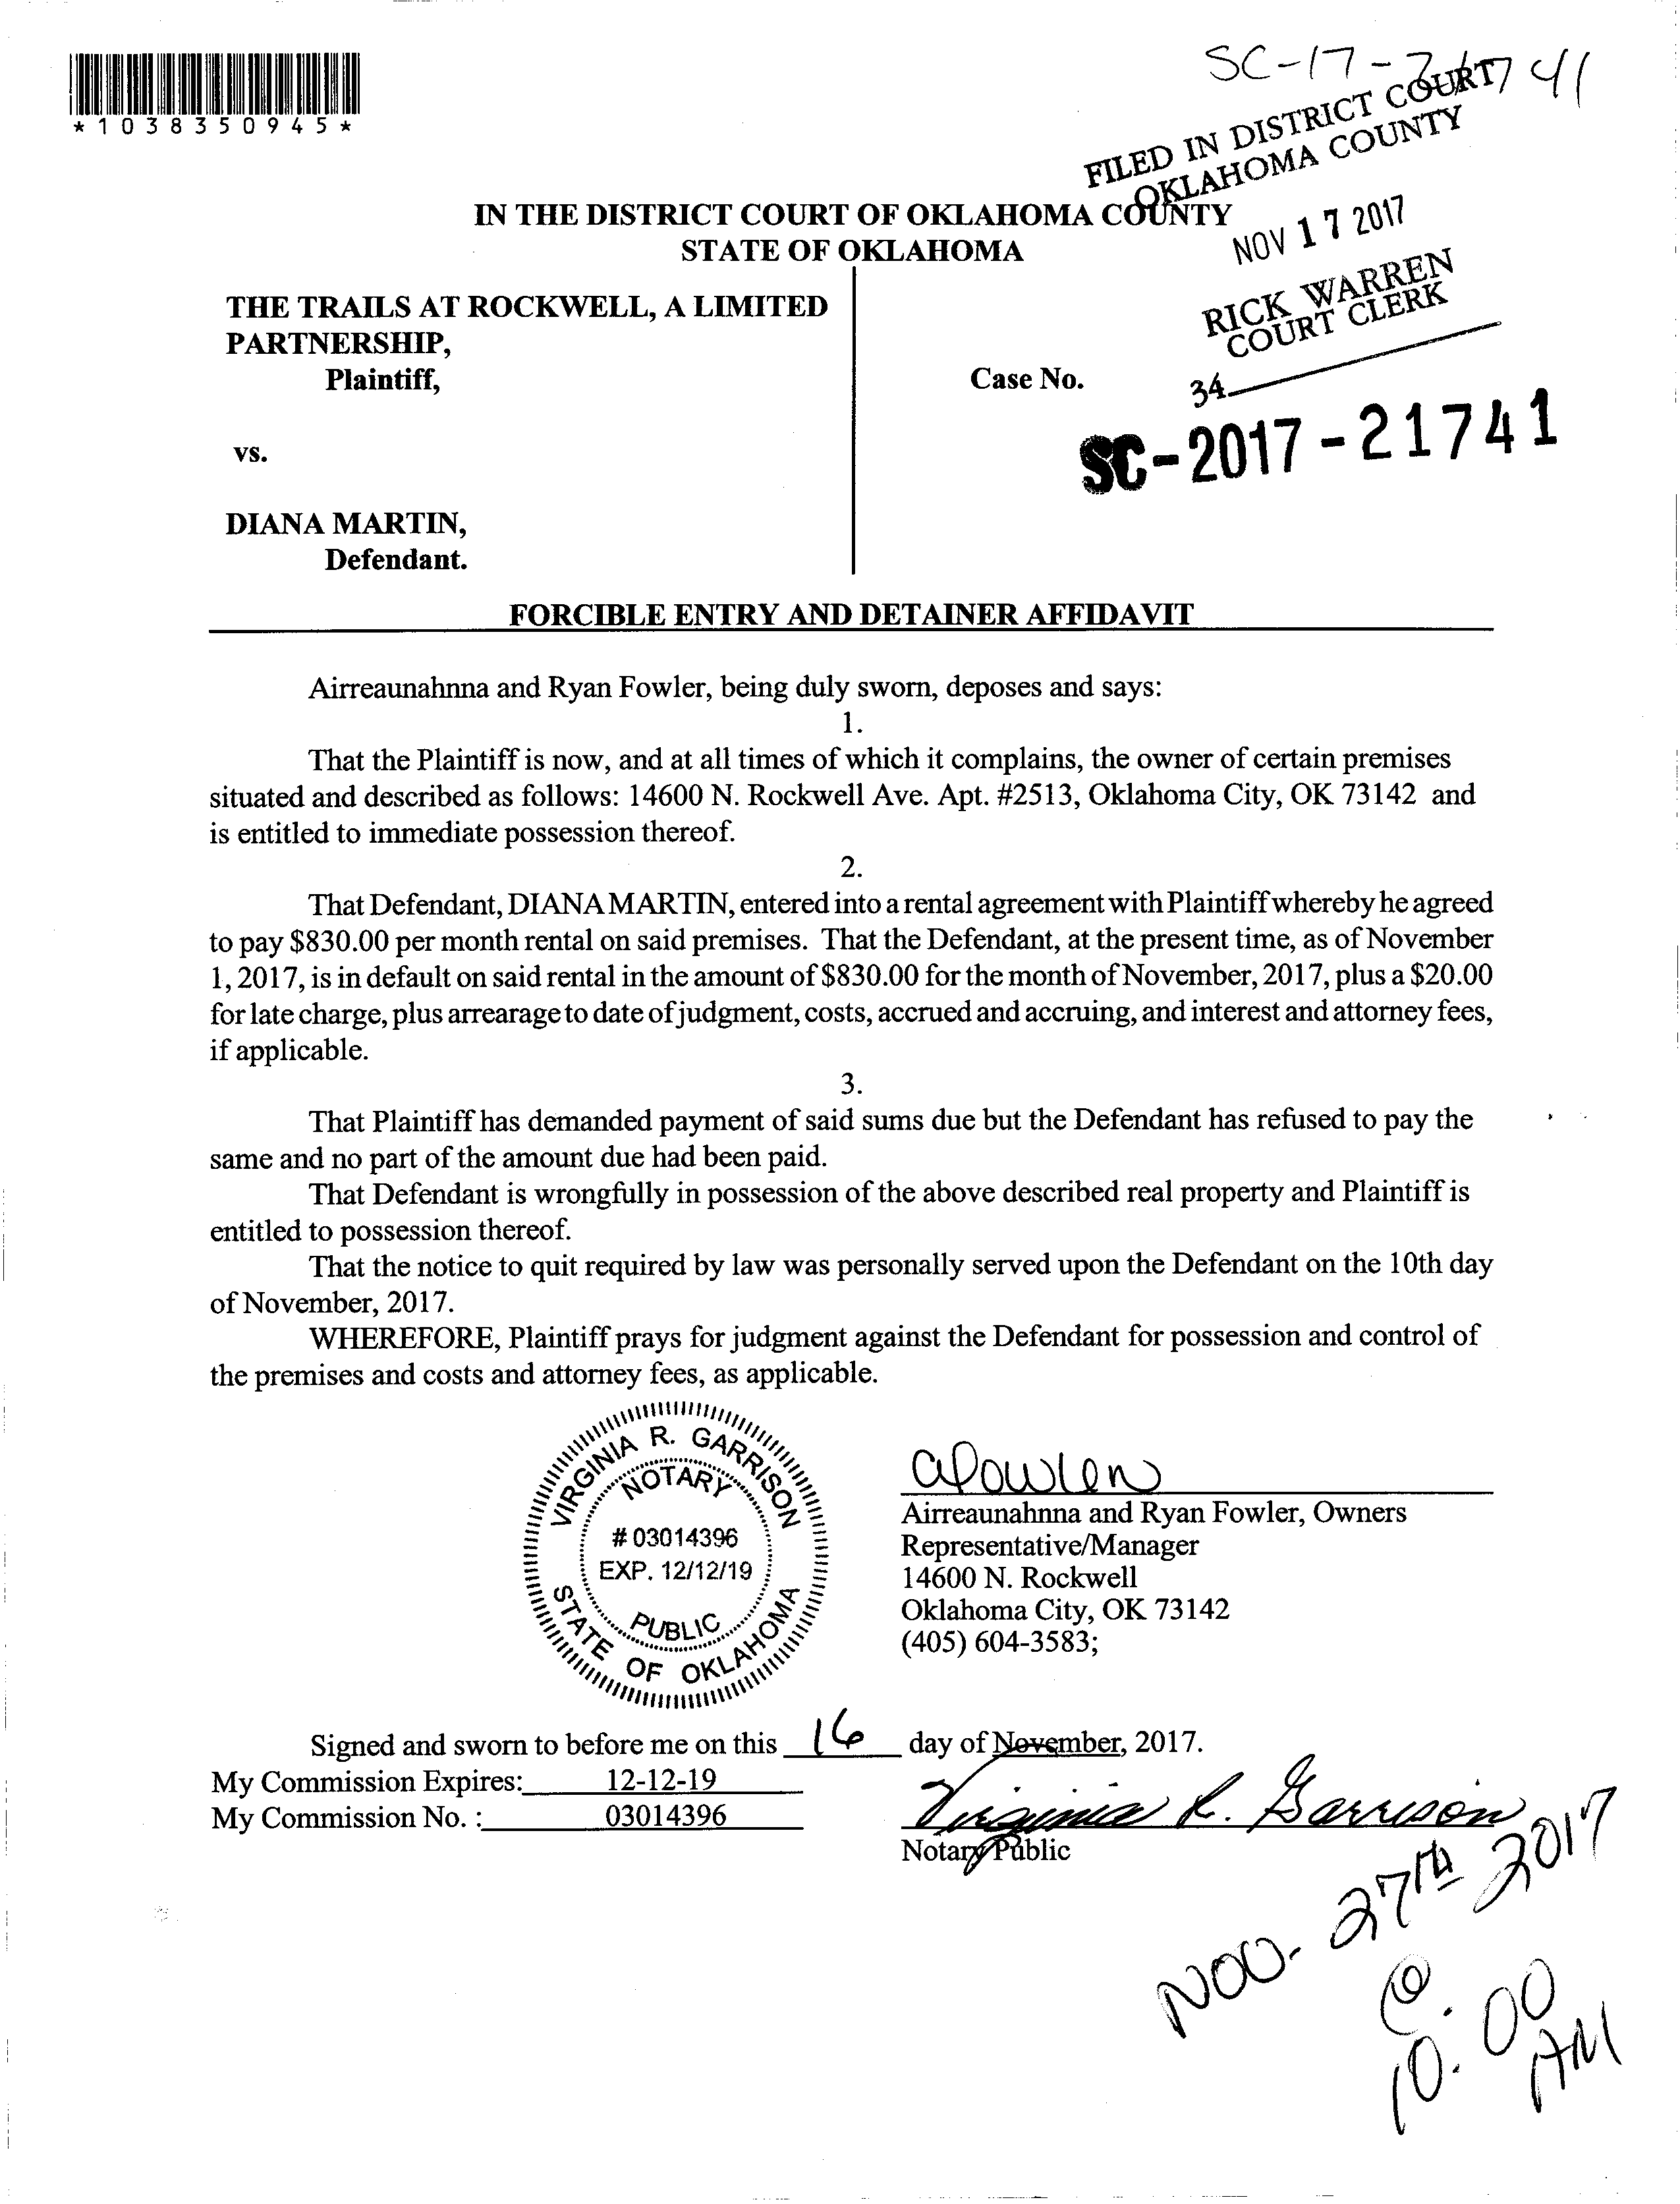 SC-17-21741
*1038350945*
FILED IN DISTRICT COURT
OKLAHOMA COUNTY
IN THE DISTRICT COURT OF OKLAHOMA COUNTY
STATE OF OKLAHOMA
NOV 17 2017
RICK WARREN
COURT CLERK
34
THE TRAILS AT ROCKWELL, A LIMITED
PARTNERSHIP,
Plaintiff,
Case No.
SC-2017-21741
vs.
DIANA MARTIN,
Defendant.
FORCIBLE ENTRY AND DETAINER AFFIDAVIT
Airreaunahnna and Ryan Fowler, being duly sworn, deposes and says:
1.
That the Plaintiff is now, and at all times of which it complains, the owner of certain premises
situated and described as follows: 14600 N. Rockwell Ave. Apt. #2513, Oklahoma City, OK 73142 and
is entitled to immediate possession thereof.
2.
That Defendant, DIANA MARTIN, entered into a rental agreement with Plaintiff whereby he agreed
to pay $830.00 per month rental on said premises. That the Defendant, at the present time, as of November
1, 2017, is in default on said rental in the amount of $830.00 for the month of November, 2017, plus a $20.00
for late charge, plus arrearage to date of judgment, costs, accrued and accruing, and interest and attorney fees,
if applicable.
3.
That Plaintiff has demanded payment of said sums due but the Defendant has refused to pay the
same and no part of the amount due had been paid.
That Defendant is wrongfully in possession of the above described real property and Plaintiff is
entitled to possession thereof.
That the notice to quit required by law was personally served upon the Defendant on the 10th day
of November, 2017.
WHEREFORE, Plaintiff prays for judgment against the Defendant for possession and control of
the premises and costs and attorney fees, as applicable.
VIRGINIA R. GARRISON
NOTARY
# 03014396
EXP. 12/12/19
PUBLIC
STATE OF OKLAHOMA
Airreaunahnna and Ryan Fowler, Owners
Representative/Manager
14600 N. Rockwell
Oklahoma City, OK 73142
(405) 604-3583;
Signed and sworn to before me on this 16 day of November, 2017.
My Commission Expires: 12-12-19
My Commission No. : 03014396
Virginia R. Garrison
Notary Public
Nov. 27th 2017
@
10:00
AM